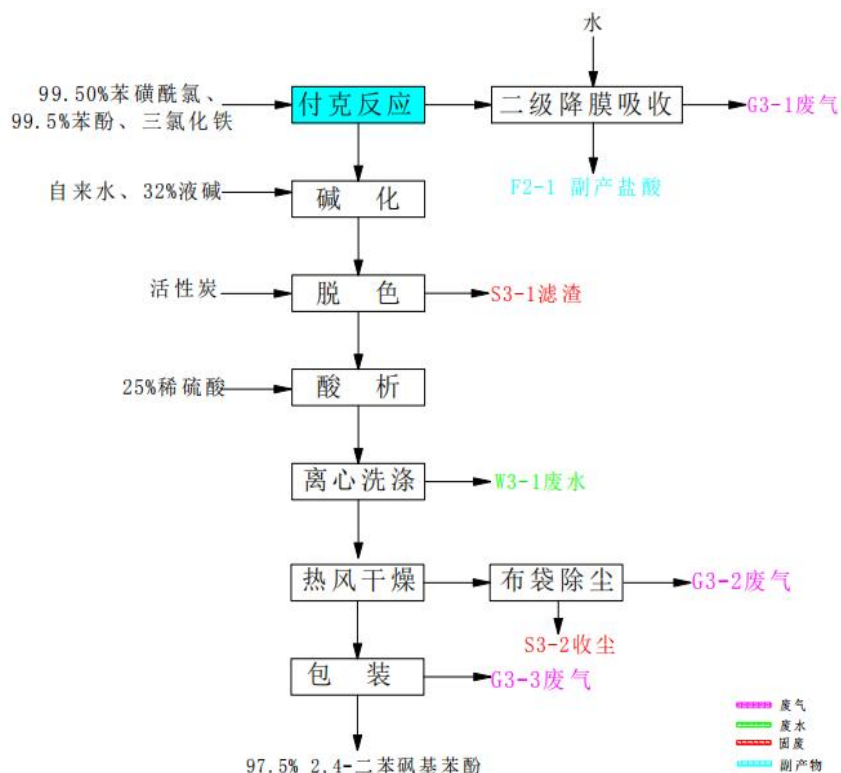 水
99.50%苯磺酰氯、
99.5%苯酚、三氯化铁
付克反应
二级降膜吸收
G3-1废气
自来水、32%液碱
碱 化
F2-1 副产盐酸
活性炭
脱 色
S3-1滤渣
25%稀硫酸
酸 析
离心洗涤
W3-1废水
热风干燥
布袋除尘
G3-2废气
S3-2收尘
包 装
G3-3废气
97.5% 2,4-二苯砜基苯酚
废气
废水
固废
副产物